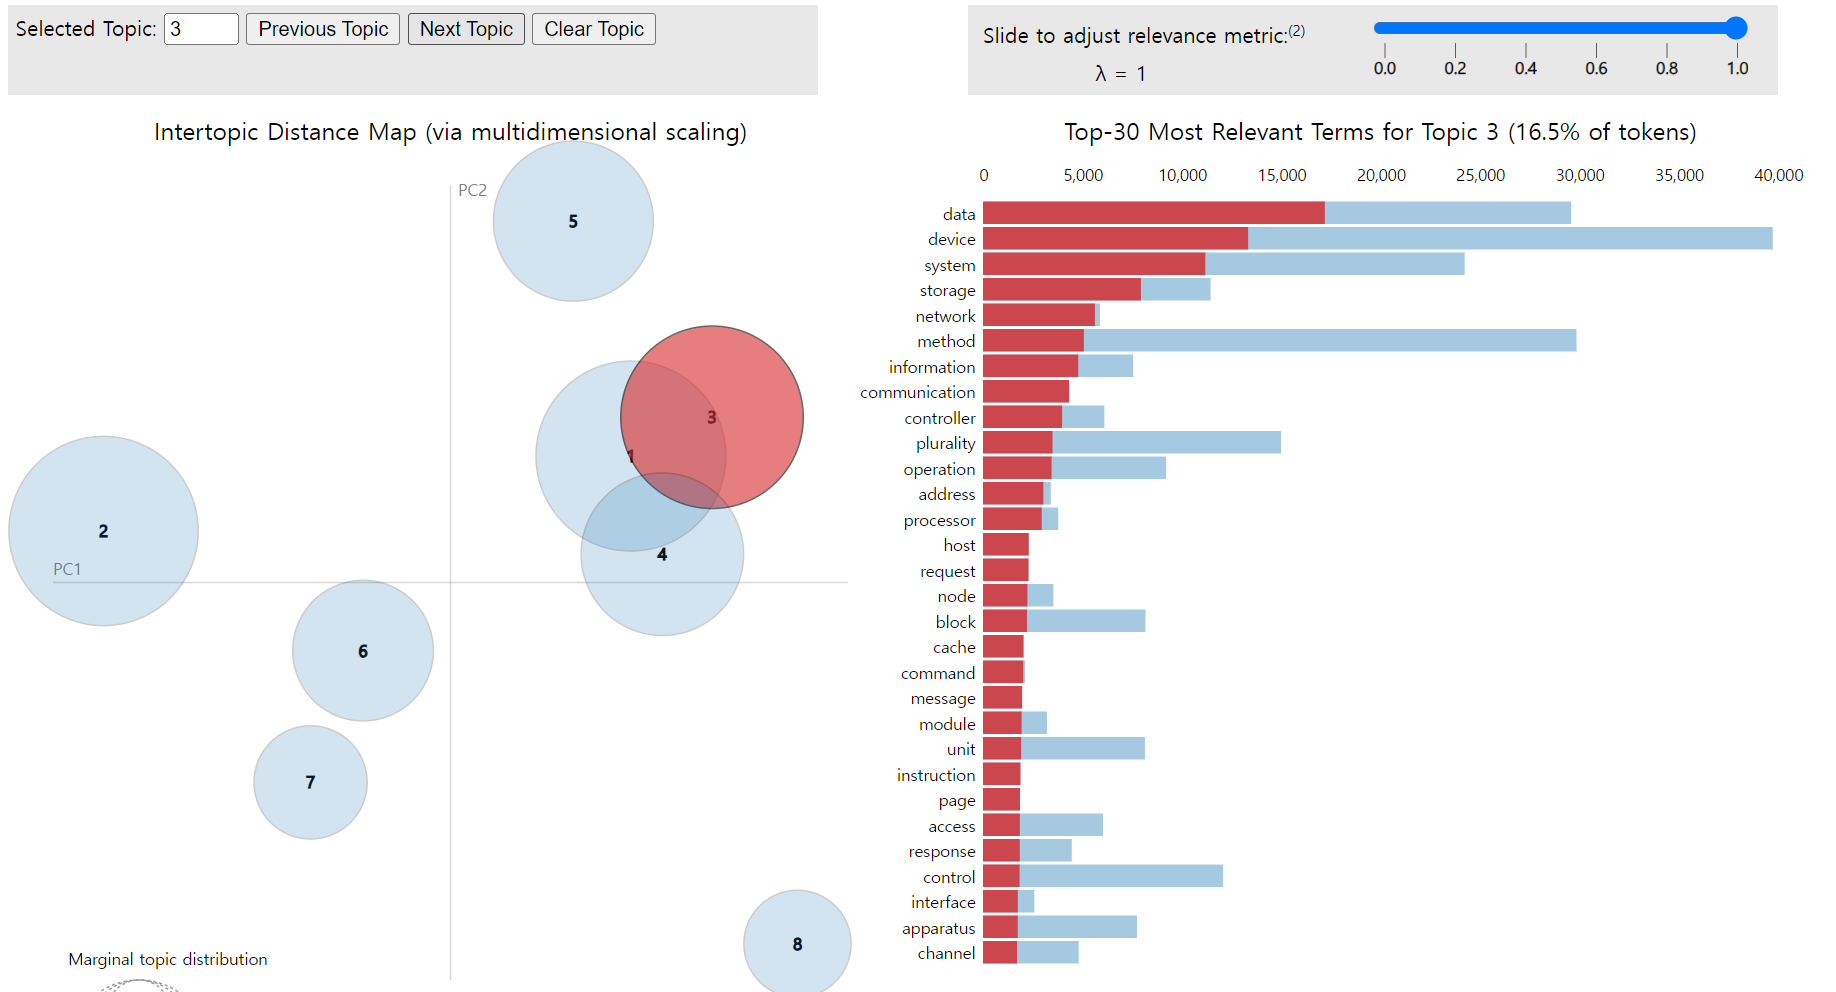 Selected Topic: 3 Previous Topic Next Topic Clear Topic
Slide to adjust relevance metric:(2)
λ = 1
0.0 0.2 0.4 0.6 0.8 1.0
Intertopic Distance Map (via multidimensional scaling)
PC2
5
3
1
2
4
PC1
6
7
8
Marginal topic distribution
Top-30 Most Relevant Terms for Topic 3 (16.5% of tokens)
0 5,000 10,000 15,000 20,000 25,000 30,000 35,000 40,000
data
device
system
storage
network
method
information
communication
controller
plurality
operation
address
processor
host
request
node
block
cache
command
message
module
unit
instruction
page
access
response
control
interface
apparatus
channel